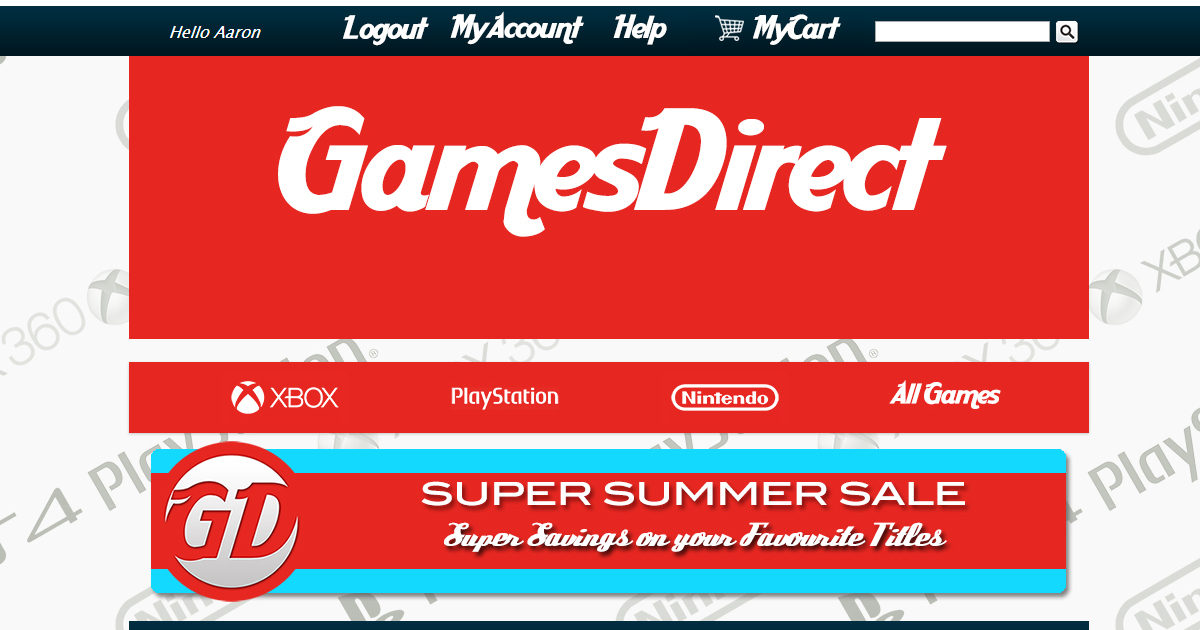 Hello Aaron
Logout
MyAccount
Help
MyCart
GamesDirect
XBOX
PlayStation
Nintendo
All Games
GD
SUPER SUMMER SALE
Super Savings on your Favourite Titles